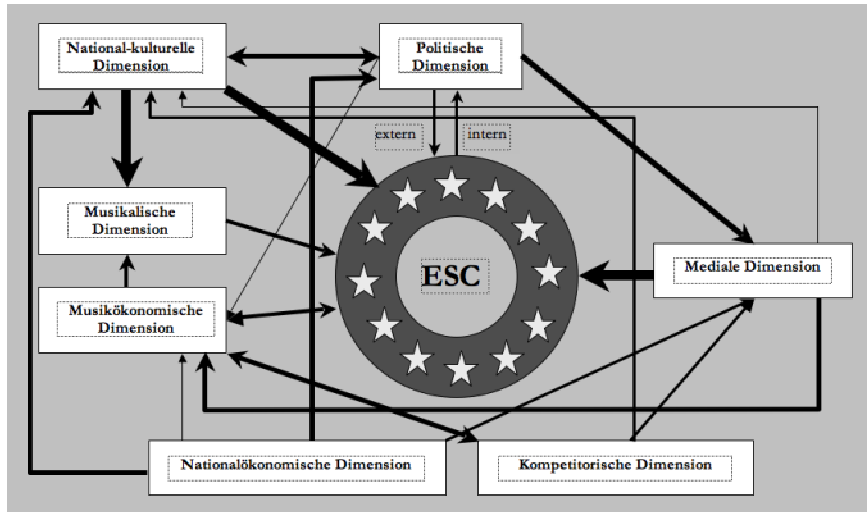 National-kulturelle
Dimension
Politische
Dimension
extern
intern
Musikalische
Dimension
ESC
Mediale Dimension
Musikökonomische
Dimension
Nationalökonomische Dimension
Kompetitorische Dimension